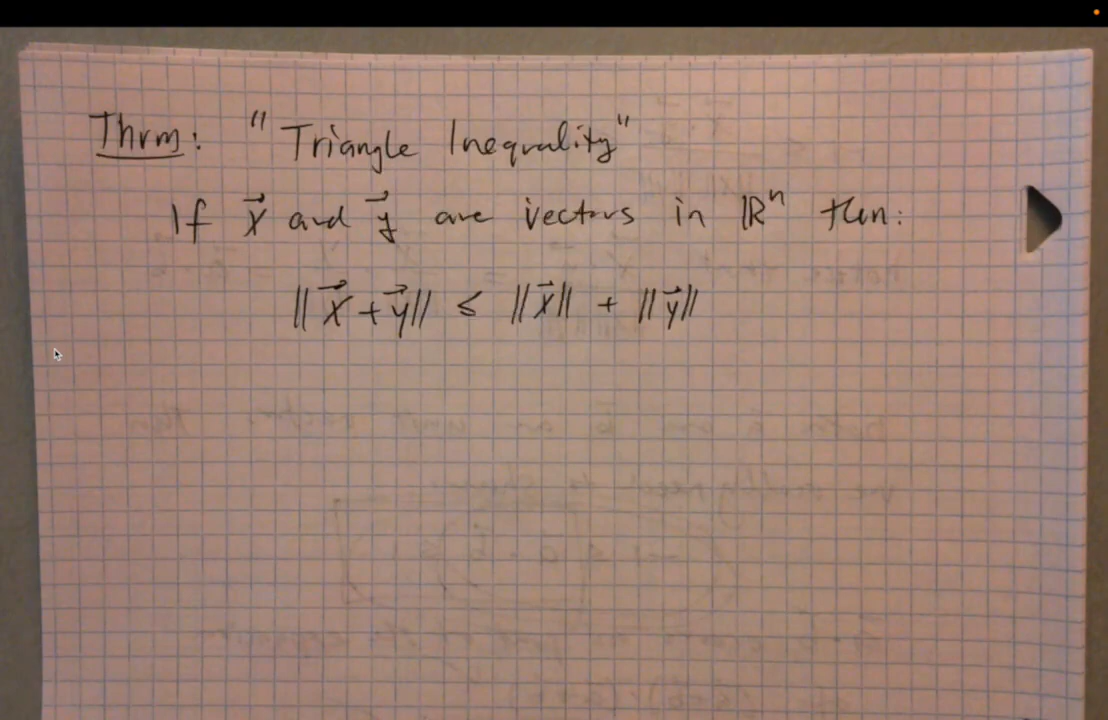 Thrm: "Triangle Inequality"
If x⃗ and y⃗ are vectors in ℝⁿ then:
||x⃗ + y⃗|| ≤ ||x⃗|| + ||y⃗||